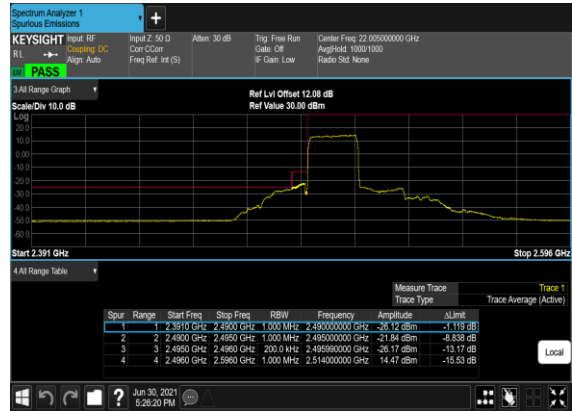 Spectrum Analyzer 1
Spurious Emissions
+
KEYSIGHT Input: RF Input Z: 50 Ω Atten: 30 dB Trig: Free Run Center Freq: 22.005000000 GHz
RL Coupling: DC Corr CCorr Gate: Off Avg|Hold: 1000/1000
Align: Auto Freq Ref: Int (S) IF Gain: Low Radio Std: None
PASS
3 All Range Graph
Ref Lvl Offset 12.08 dB
Scale/Div 10.0 dB Ref Value 30.00 dBm
Log
20.0
10.0
0.00
-10.0
-20.0
-30.0
-40.0
-50.0
-60.0
Start 2.391 GHz Stop 2.596 GHz
4 All Range Table
Measure Trace Trace 1
Trace Type Trace Average (Active)
Spur Range Start Freq Stop Freq RBW Frequency Amplitude ΔLimit
1 1 2.3910 GHz 2.4900 GHz 1.000 MHz 2.490000000 GHz -26.12 dBm -1.119 dB
2 2 2.4900 GHz 2.4950 GHz 1.000 MHz 2.495000000 GHz -21.84 dBm -8.838 dB
3 3 2.4950 GHz 2.4960 GHz 200.0 kHz 2.495990000 GHz -26.17 dBm -13.17 dB
4 4 2.4960 GHz 2.5960 GHz 1.000 MHz 2.514000000 GHz 14.47 dBm -15.53 dB
Local
? Jun 30, 2021
5:26:20 PM